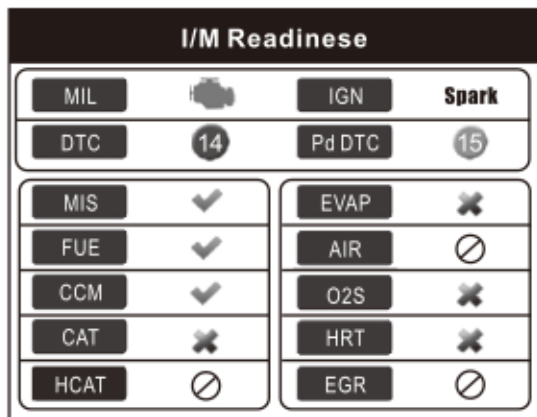 I/M Readinese
MIL IGN Spark
DTC 14 Pd DTC 15
MIS EVAP
FUE AIR
CCM O2S
CAT HRT
HCAT EGR